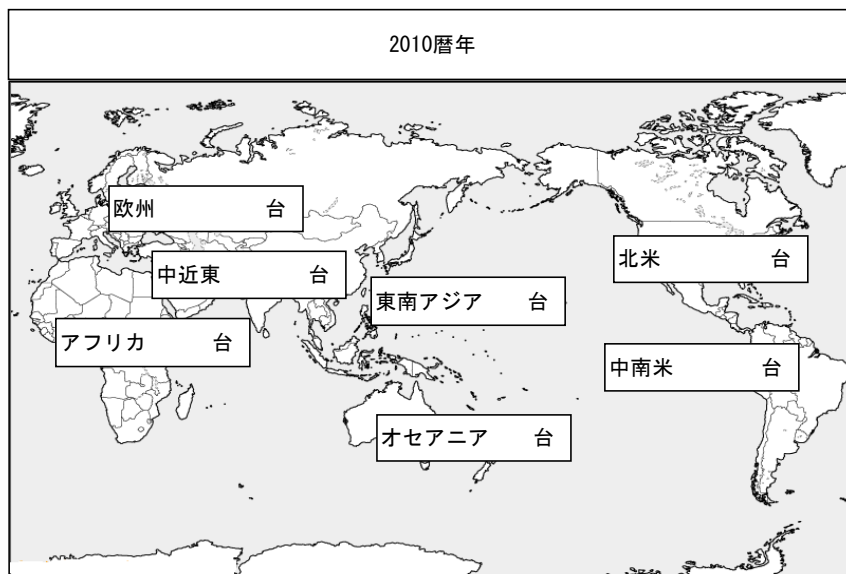 2010暦年
欧州 台
中近東 台
北米 台
東南アジア 台
アフリカ 台
中南米 台
オセアニア 台